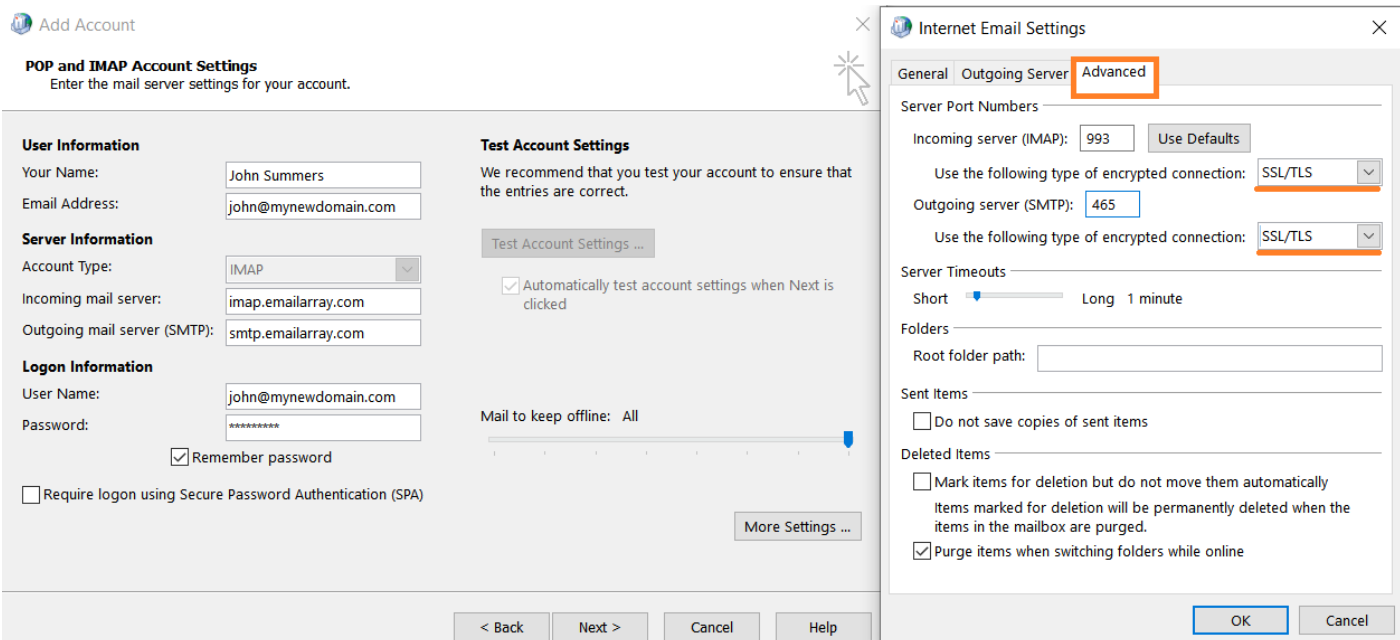 Add Account
POP and IMAP Account Settings
Enter the mail server settings for your account.
User Information
Your Name: John Summers
Email Address: john@mynewdomain.com
Server Information
Account Type: IMAP
Incoming mail server: imap.emailarray.com
Outgoing mail server (SMTP): smtp.emailarray.com
Logon Information
User Name: john@mynewdomain.com
Password: *********
Remember password
Require logon using Secure Password Authentication (SPA)
Test Account Settings
We recommend that you test your account to ensure that
the entries are correct.
Test Account Settings ...
Automatically test account settings when Next is
clicked
Mail to keep offline: All
More Settings ...
< Back Next > Cancel Help
Internet Email Settings
General Outgoing Server Advanced
Server Port Numbers
Incoming server (IMAP): 993 Use Defaults
Use the following type of encrypted connection: SSL/TLS
Outgoing server (SMTP): 465
Use the following type of encrypted connection: SSL/TLS
Server Timeouts
Short Long 1 minute
Folders
Root folder path:
Sent Items
Do not save copies of sent items
Deleted Items
Mark items for deletion but do not move them automatically
Items marked for deletion will be permanently deleted when the
items in the mailbox are purged.
Purge items when switching folders while online
OK Cancel